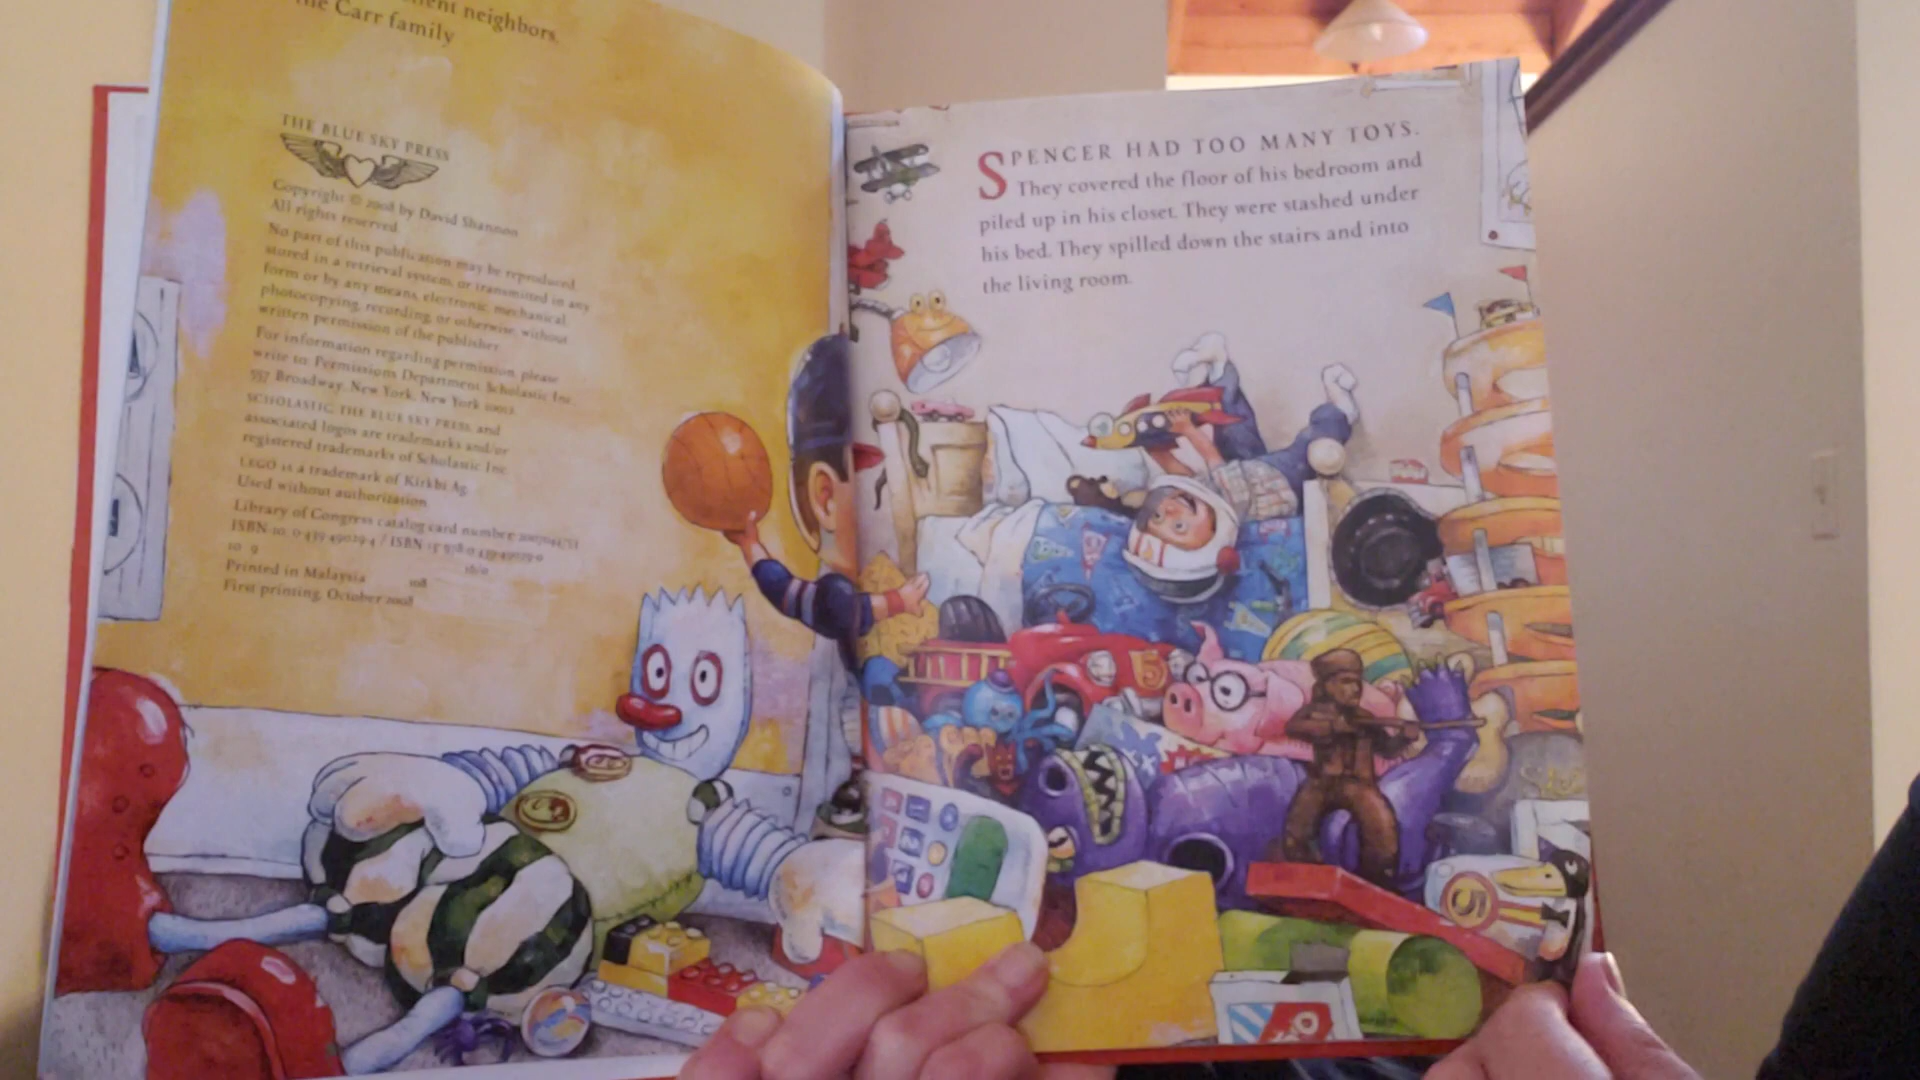 neighbors,
the Carr family
THE BLUE SKY PRESS
Copyright © 2008 by David Shannon
All rights reserved.
No part of this publication may be reproduced,
stored in a retrieval system, or transmitted in any
form or by any means, electronic, mechanical,
photocopying, recording, or otherwise, without
written permission of the publisher.
For information regarding permission, please
write to: Permissions Department, Scholastic Inc.,
557 Broadway, New York, New York 10012.
SCHOLASTIC, THE BLUE SKY PRESS, and
associated logos are trademarks and/or
registered trademarks of Scholastic Inc.
LEGO is a trademark of Kirkbi Ag.
Used without authorization.
Library of Congress catalog card number:
ISBN-10: 0-439-49029-4 / ISBN-13: 978-0-439-49029-0
10 9
Printed in Malaysia 108
First printing, October 2008
SPENCER HAD TOO MANY TOYS.
They covered the floor of his bedroom and
piled up in his closet. They were stashed under
his bed. They spilled down the stairs and into
the living room.
5